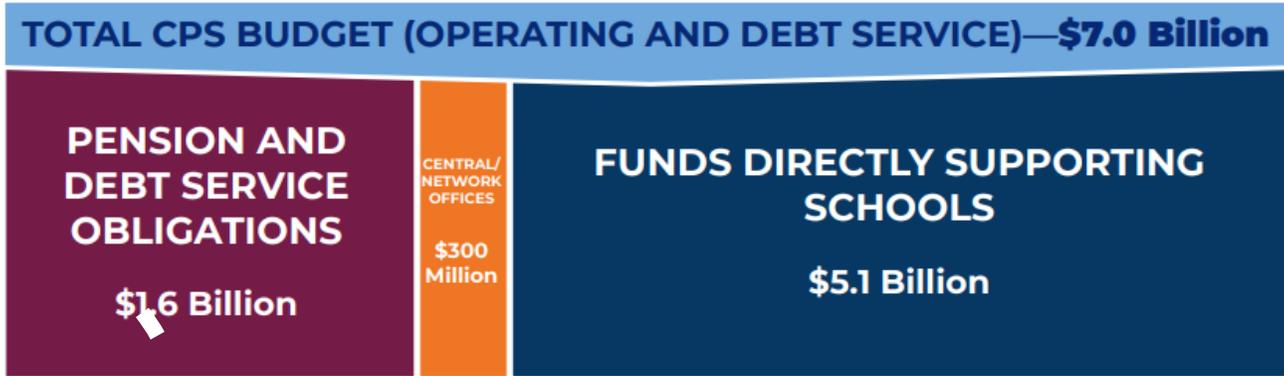 TOTAL CPS BUDGET (OPERATING AND DEBT SERVICE)—$7.0 Billion
PENSION AND
DEBT SERVICE
OBLIGATIONS
$1.6 Billion
CENTRAL/
NETWORK
OFFICES
$300
Million
FUNDS DIRECTLY SUPPORTING
SCHOOLS
$5.1 Billion